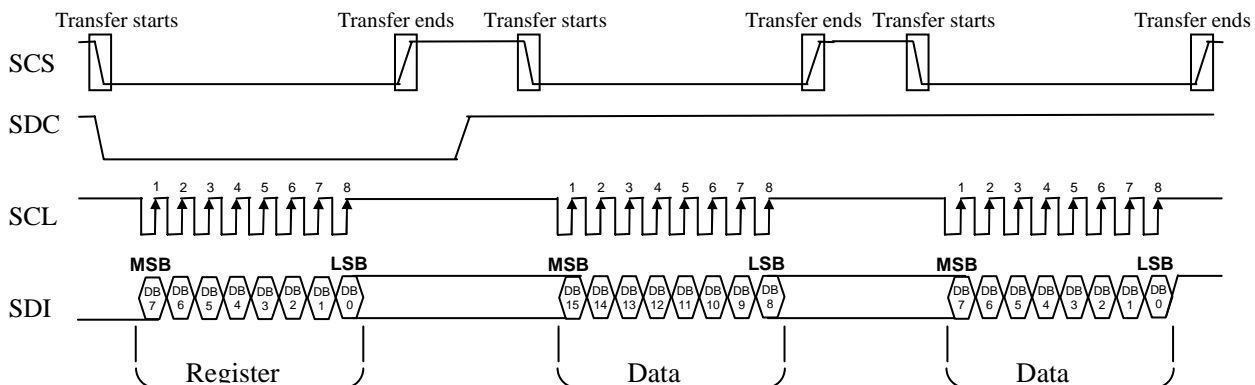 Transfer starts Transfer ends Transfer starts Transfer ends Transfer starts Transfer ends
SCS
SDC
1 2 3 4 5 6 7 8 1 2 3 4 5 6 7 8 1 2 3 4 5 6 7 8
SCL
MSB LSB MSB LSB MSB LSB
DB DB DB DB DB DB DB DB DB DB DB DB DB DB DB DB DB DB DB DB DB DB DB DB
7 6 5 4 3 2 1 0 15 14 13 12 11 10 9 8 7 6 5 4 3 2 1 0
SDI
Register Data Data